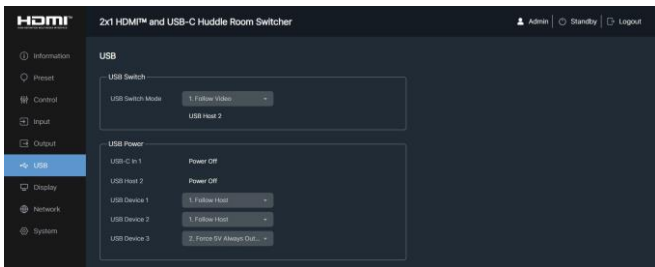 HDMI™
2x1 HDMI™ and USB-C Huddle Room Switcher
Admin
Standby
Logout
Information
Preset
Control
Input
Output
USB
Display
Network
System
USB
USB Switch
USB Switch Mode
1. Follow Video
USB Host 2
USB Power
USB-C In 1
Power Off
USB Host 2
Power Off
USB Device 1
1. Follow Host
USB Device 2
1. Follow Host
USB Device 3
2. Force 5V Always Out...